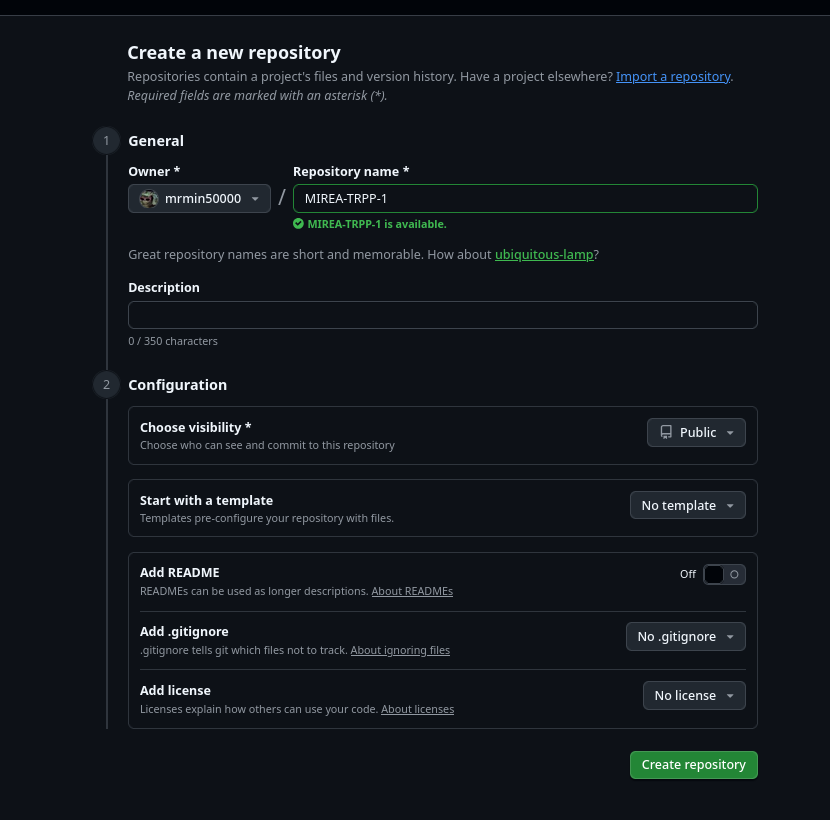 Create a new repository
Repositories contain a project's files and version history. Have a project elsewhere? Import a repository.
Required fields are marked with an asterisk (*).
1
General
Owner *
Repository name *
mrmin50000
/
MIREA-TRPP-1
MIREA-TRPP-1 is available.
Great repository names are short and memorable. How about ubiquitous-lamp?
Description
0 / 350 characters
2
Configuration
Choose visibility *
Choose who can see and commit to this repository
Public
Start with a template
Templates pre-configure your repository with files.
No template
Add README
READMEs can be used as longer descriptions. About READMEs
Off
Add .gitignore
.gitignore tells git which files not to track. About ignoring files
No .gitignore
Add license
Licenses explain how others can use your code. About licenses
No license
Create repository